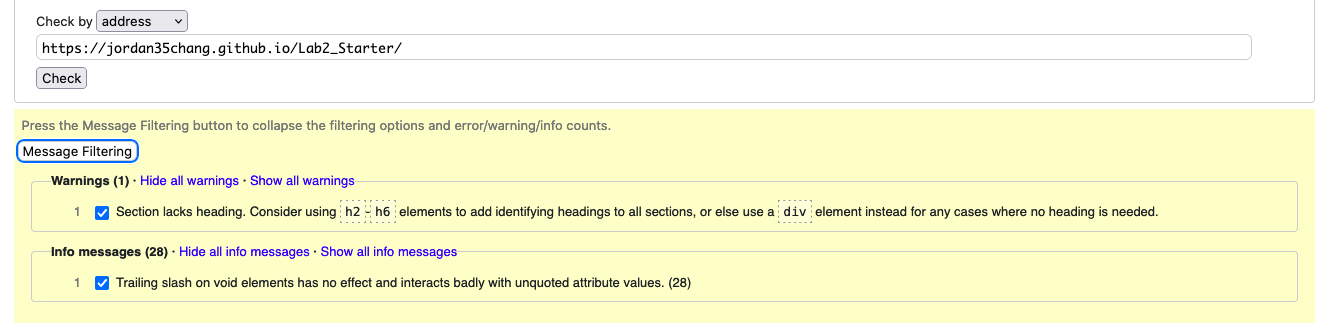 Check by address
https://jordan35chang.github.io/Lab2_Starter/
Check
Press the Message Filtering button to collapse the filtering options and error/warning/info counts.
Message Filtering
Warnings (1) · Hide all warnings · Show all warnings
1 Section lacks heading. Consider using h2-h6 elements to add identifying headings to all sections, or else use a div element instead for any cases where no heading is needed.
Info messages (28) · Hide all info messages · Show all info messages
1 Trailing slash on void elements has no effect and interacts badly with unquoted attribute values. (28)